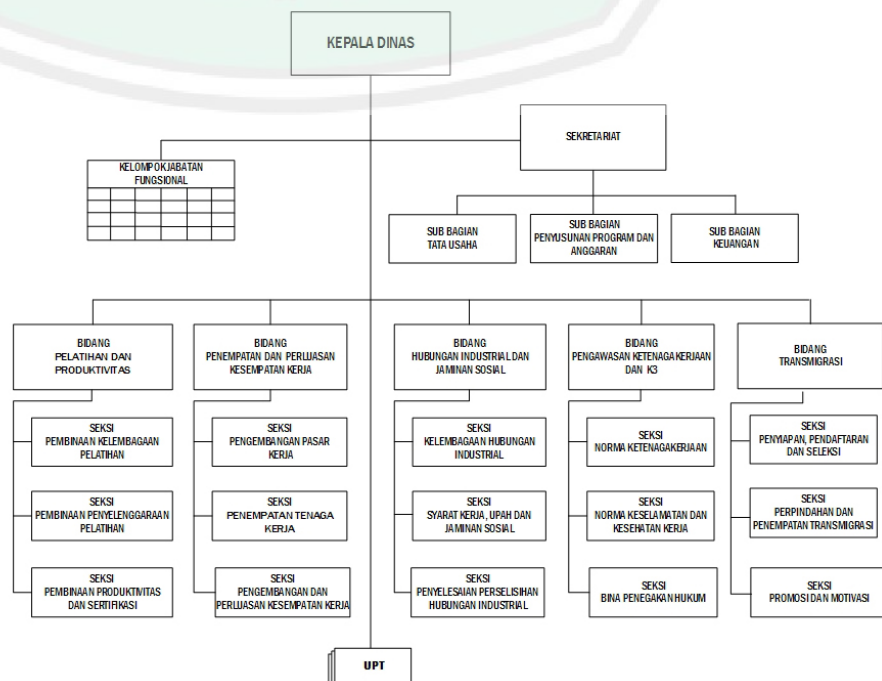 KEPALA DINAS
SEKRETARIAT
KELOMPOKJABATAN
FUNGSIONAL
SUB BAGIAN
TATA USAHA
SUB BAGIAN
PENYUSUNAN PROGRAM DAN
ANGGARAN
SUB BAGIAN
KEUANGAN
BIDANG
PELATIHAN DAN
PRODUKTIVITAS
BIDANG
PENEMPATAN DAN PERLUASAN
KESEMPATAN KERJA
BIDANG
HUBUNGAN INDUSTRIAL DAN
JAMINAN SOSIAL
BIDANG
PENGAWASAN KETENAGAKERJAAN
DAN K3
BIDANG
TRANSMIGRASI
SEKSI
PEMBINAAN KELEMBAGAAN
PELATIHAN
SEKSI
PENGEMBANGAN PASAR
KERJA
SEKSI
KELEMBAGAAN HUBUNGAN
INDUSTRIAL
SEKSI
NORMA KETENAGAKERJAAN
SEKSI
PENYIAPAN, PENDAFTARAN
DAN SELEKSI
SEKSI
PEMBINAAN PENYELENGGARAAN
PELATIHAN
SEKSI
PENEMPATAN TENAGA
KERJA
SEKSI
SYARAT KERJA, UPAH DAN
JAMINAN SOSIAL
SEKSI
NORMA KESELAMATAN DAN
KESEHATAN KERJA
SEKSI
PERPINDAHAN DAN
PENEMPATAN TRANSMIGRASI
SEKSI
PEMBINAAN PRODUKTIVITAS
DAN SERTIFIKASI
SEKSI
PENGEMBANGAN DAN
PERLUASAN KESEMPATAN KERJA
SEKSI
PENYELESAIAN PERSELISIHAN
HUBUNGAN INDUSTRIAL
SEKSI
BINA PENEGAKAN HUKUM
SEKSI
PROMOSI DAN MOTIVASI
UPT